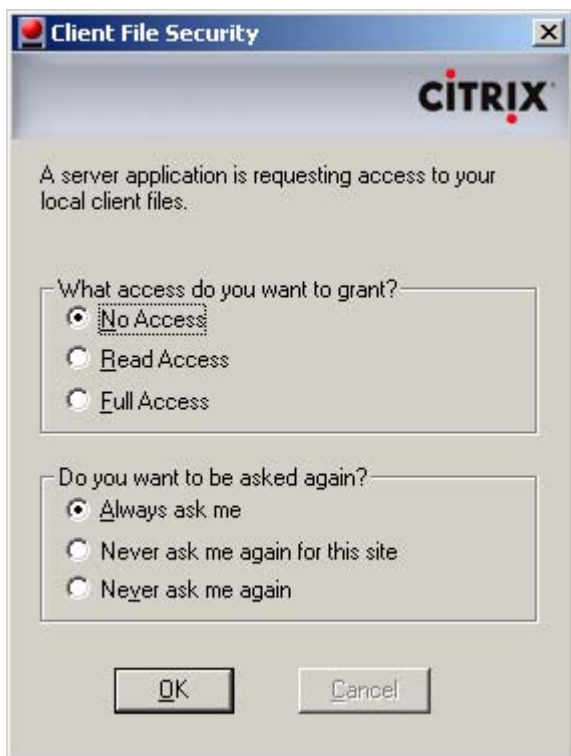 Client File Security
CITRIX
A server application is requesting access to your
local client files.
What access do you want to grant?
No Access
Read Access
Full Access
Do you want to be asked again?
Always ask me
Never ask me again for this site
Never ask me again
OK
Cancel